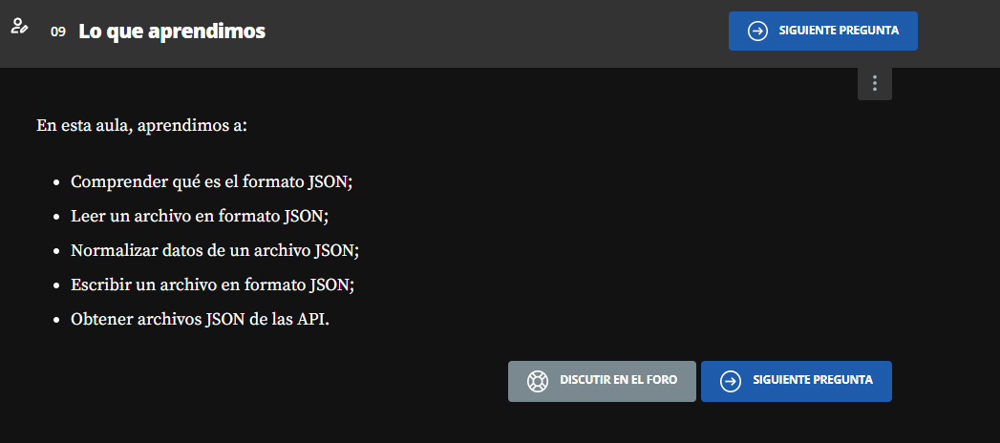 09 Lo que aprendimos
SIGUIENTE PREGUNTA
En esta aula, aprendimos a:
• Comprender qué es el formato JSON;
• Leer un archivo en formato JSON;
• Normalizar datos de un archivo JSON;
• Escribir un archivo en formato JSON;
• Obtener archivos JSON de las API.
DISCUTIR EN EL FORO
SIGUIENTE PREGUNTA